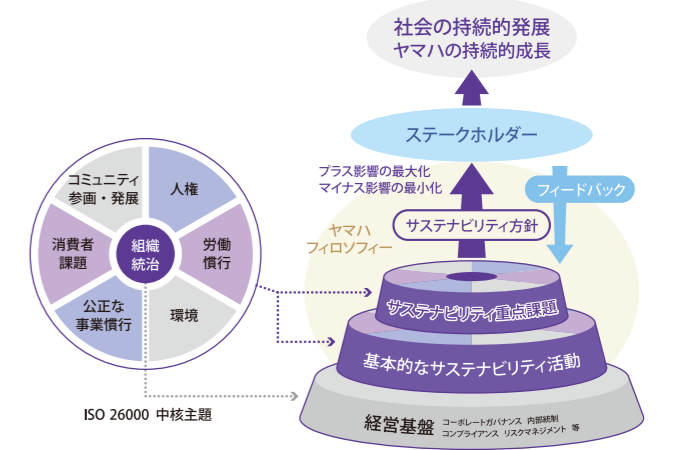 社会の持続的発展
ヤマハの持続的成長
ステークホルダー
プラス影響の最大化
マイナス影響の最小化
フィードバック
サステナビリティ方針
ヤマハ
フィロソフィー
コミュニティ
参画・発展
人権
消費者
課題
組織
統治
労働
慣行
公正な
事業慣行
環境
サステナビリティ重点課題
基本的なサステナビリティ活動
経営基盤 コーポレートガバナンス 内部統制
コンプライアンス リスクマネジメント 等
ISO 26000 中核主題